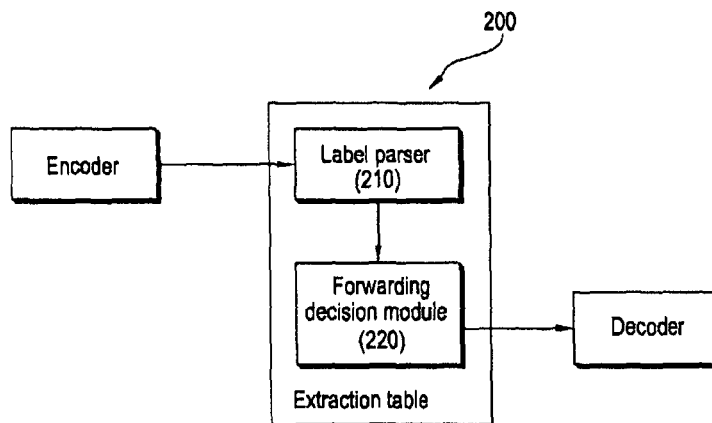 200
Encoder
Label parser
(210)
Forwarding
decision module
(220)
Decoder
Extraction table